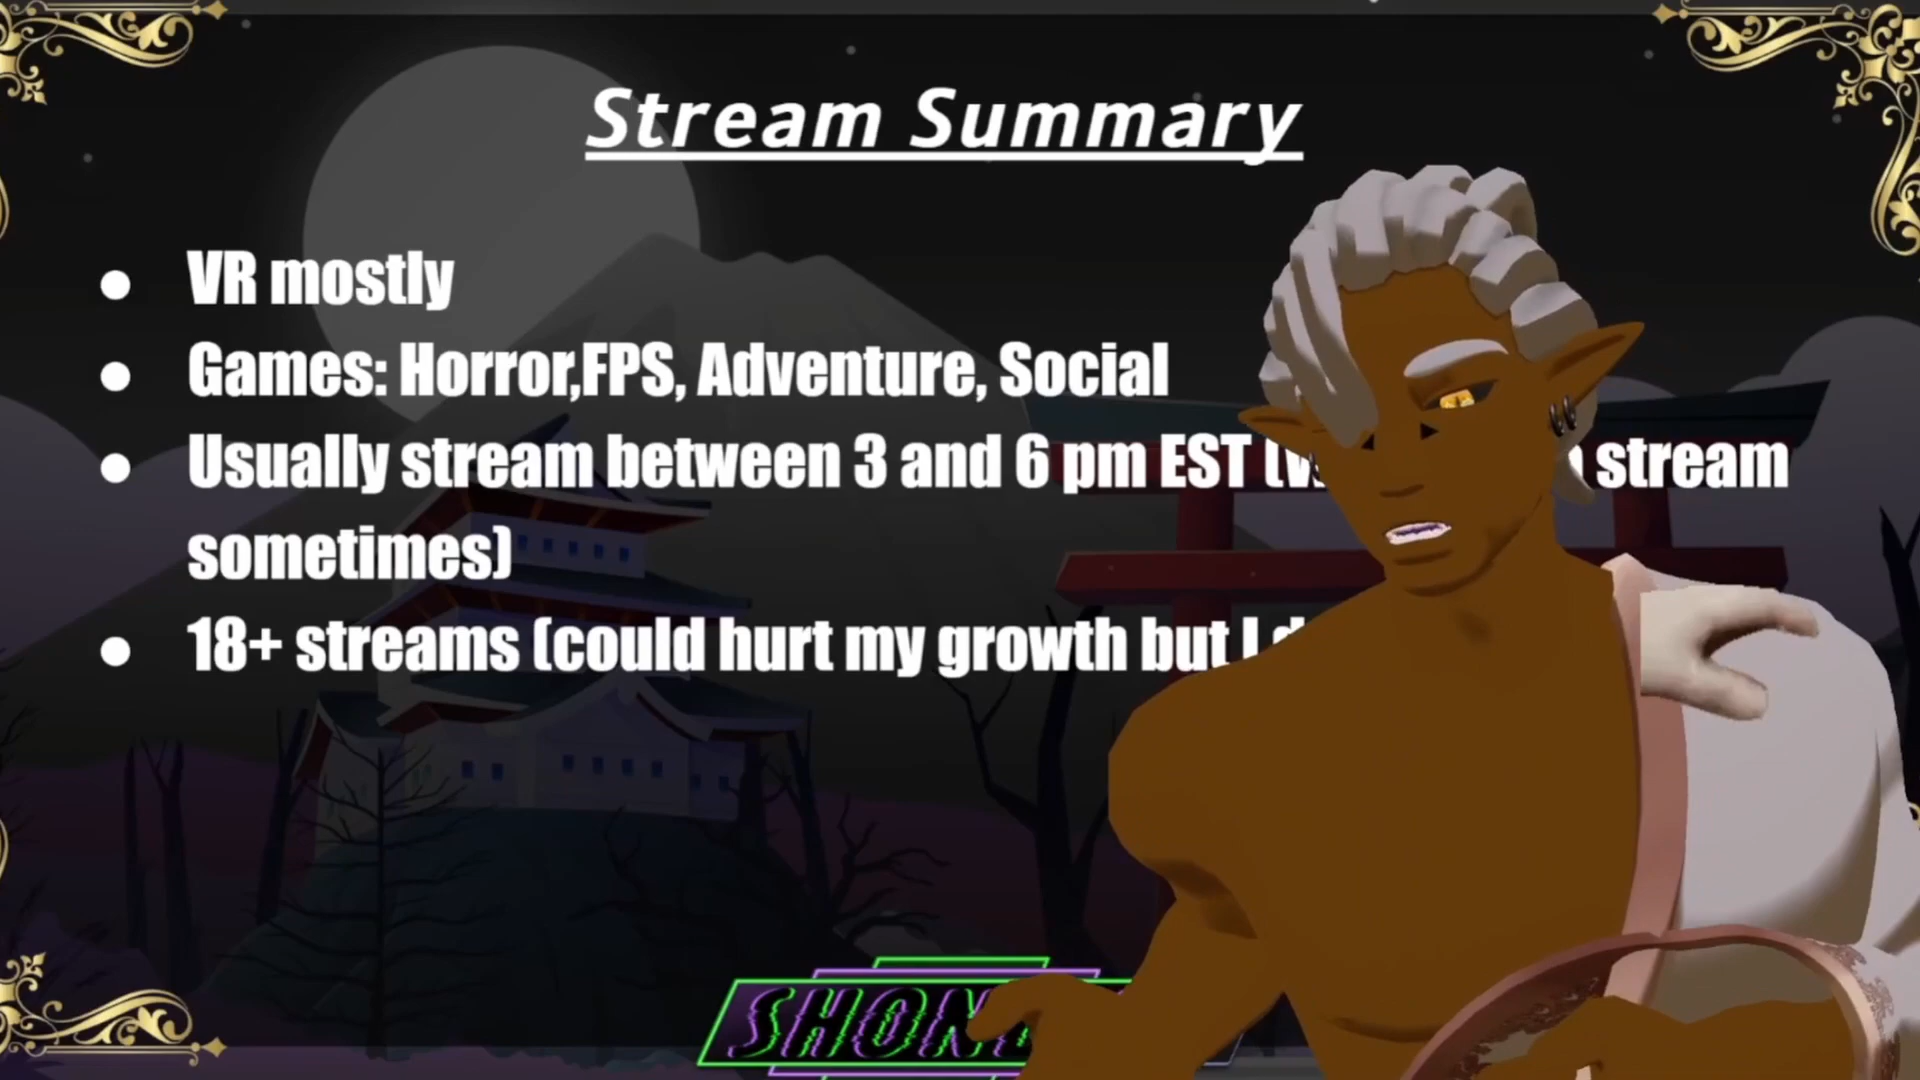 Stream Summary
● VR mostly
● Games: Horror,FPS, Adventure, Social
● Usually stream between 3 and 6 pm EST stream
sometimes)
● 18+ streams (could hurt my growth but I